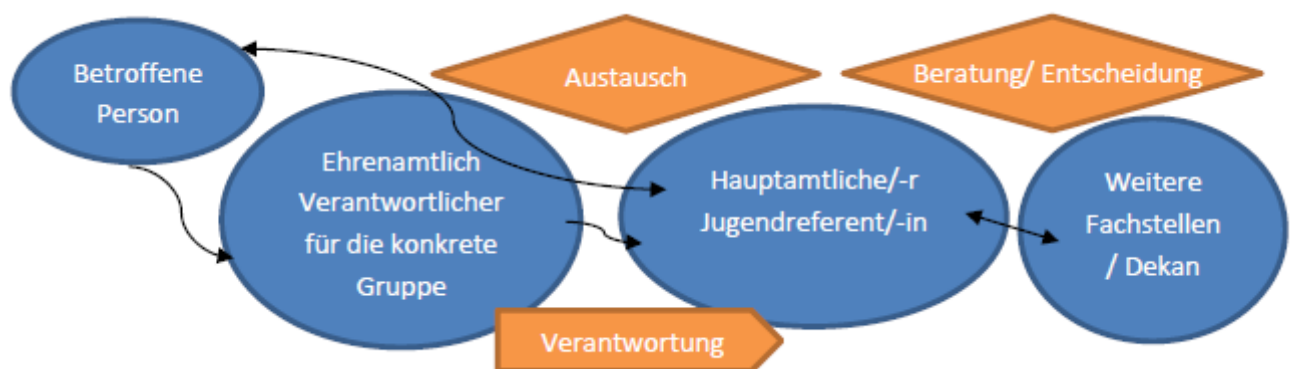 Betroffene
Person
Austausch
Beratung/ Entscheidung
Ehrenamtlich
Verantwortlicher
für die konkrete
Gruppe
Hauptamtliche/-r
Jugendreferent/-in
Weitere
Fachstellen
/ Dekan
Verantwortung